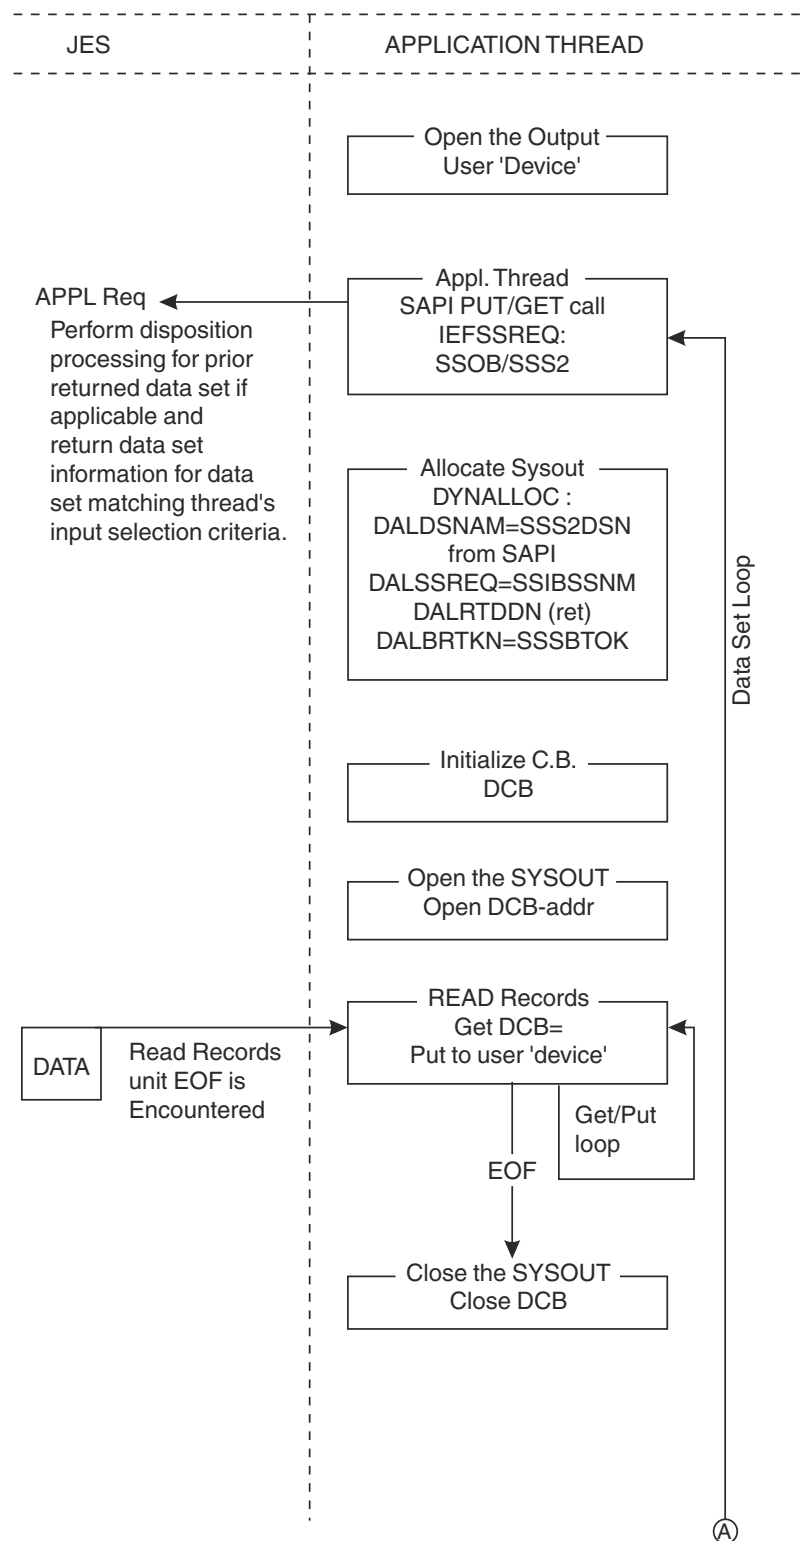 JES
APPLICATION THREAD
Open the Output
User 'Device'
APPL Req
Perform disposition
processing for prior
returned data set if
applicable and
return data set
information for data
set matching thread's
input selection criteria.
Appl. Thread
SAPI PUT/GET call
IEFSSREQ:
SSOB/SSS2
Allocate Sysout
DYNALLOC :
DALDSNAM=SSS2DSN
from SAPI
DALSSREQ=SSIBSSNM
DALRTDDN (ret)
DALBRTKN=SSSBTOK
Data Set Loop
Initialize C.B.
DCB
Open the SYSOUT
Open DCB-addr
DATA
Read Records
unit EOF is
Encountered
READ Records
Get DCB=
Put to user 'device'
Get/Put
loop
EOF
Close the SYSOUT
Close DCB
A